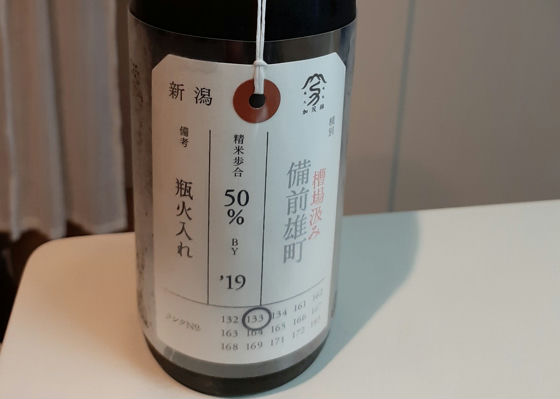 新潟
加茂錦
種別
槽場汲み
備前雄町
精米歩合
50
%
BY
'19
備考
瓶火入れ
タンクNo.
132 133 134 161 162
163 164 165 166 167
168 169 171 172